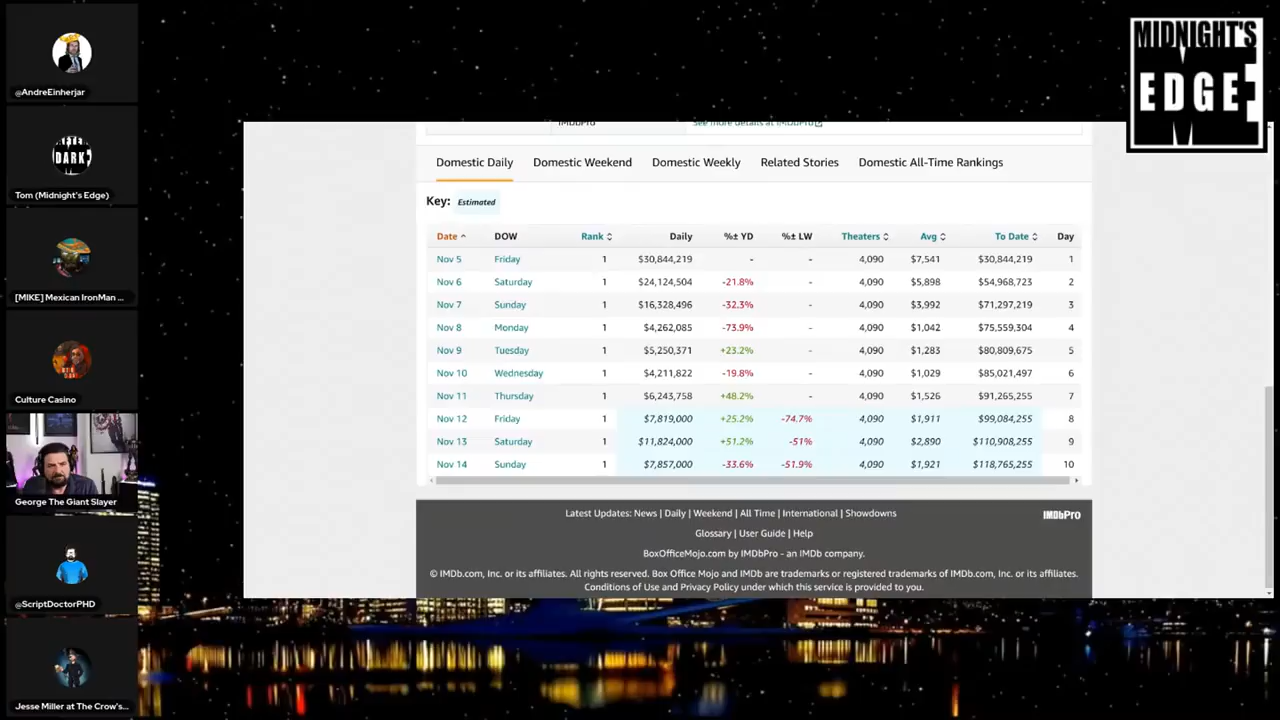 @AndreEinherjar
AFTER
DARK
Tom (Midnight's Edge)
[MIKE] Mexican IronMan ...
Culture Casino
George The Giant Slayer
@ScriptDoctorPHD
Jesse Miller at The Crow's...
MIDNIGHT'S
EDGE
IMDbPro
See more details at IMDbPro
Domestic Daily Domestic Weekend Domestic Weekly Related Stories Domestic All-Time Rankings
Key: Estimated
Date DOW Rank Daily %± YD %± LW Theaters Avg To Date Day
Nov 5 Friday 1 $30,844,219 - - 4,090 $7,541 $30,844,219 1
Nov 6 Saturday 1 $24,124,504 -21.8% - 4,090 $5,898 $54,968,723 2
Nov 7 Sunday 1 $16,328,496 -32.3% - 4,090 $3,992 $71,297,219 3
Nov 8 Monday 1 $4,262,085 -73.9% - 4,090 $1,042 $75,559,304 4
Nov 9 Tuesday 1 $5,250,371 +23.2% - 4,090 $1,283 $80,809,675 5
Nov 10 Wednesday 1 $4,211,822 -19.8% - 4,090 $1,029 $85,021,497 6
Nov 11 Thursday 1 $6,243,758 +48.2% - 4,090 $1,526 $91,265,255 7
Nov 12 Friday 1 $7,819,000 +25.2% -74.7% 4,090 $1,911 $99,084,255 8
Nov 13 Saturday 1 $11,824,000 +51.2% -51% 4,090 $2,890 $110,908,255 9
Nov 14 Sunday 1 $7,857,000 -33.6% -51.9% 4,090 $1,921 $118,765,255 10
Latest Updates: News | Daily | Weekend | All Time | International | Showdowns
IMDbPro
Glossary | User Guide | Help
BoxOfficeMojo.com by IMDbPro - an IMDb company.
© IMDb.com, Inc. or its affiliates. All rights reserved. Box Office Mojo and IMDb are trademarks or registered trademarks of IMDb.com, Inc. or its affiliates.
Conditions of Use and Privacy Policy under which this service is provided to you.